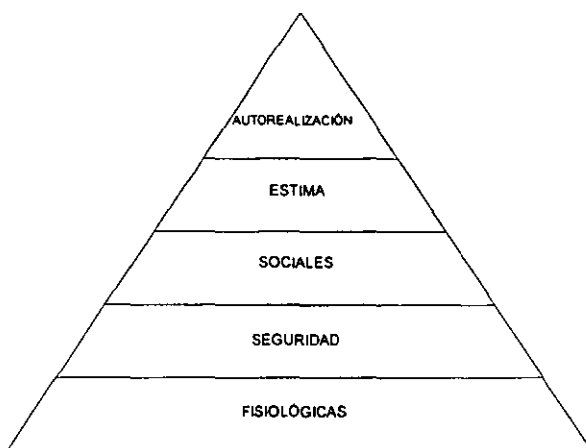 AUTOREALIZACIÓN
ESTIMA
SOCIALES
SEGURIDAD
FISIOLÓGICAS